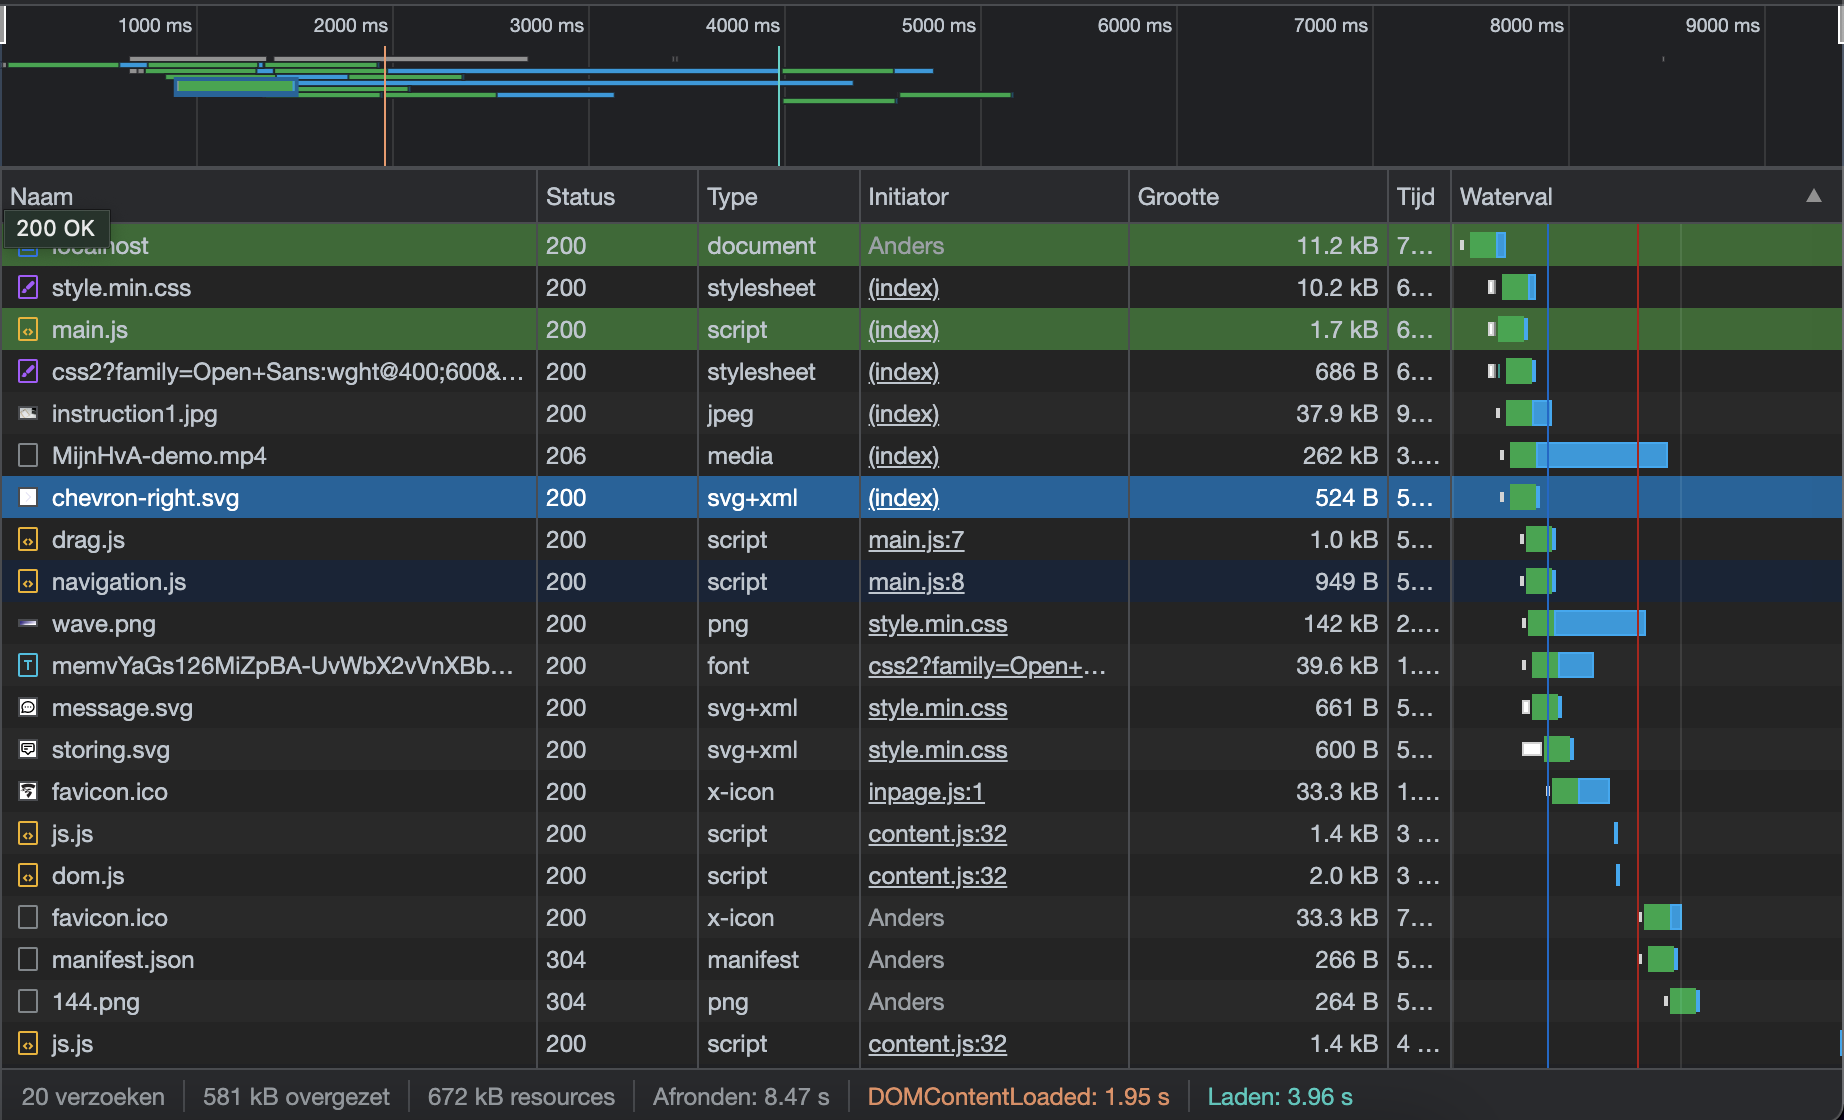 1000 ms 2000 ms 3000 ms 4000 ms 5000 ms 6000 ms 7000 ms 8000 ms 9000 ms
Naam Status Type Initiator Grootte Tijd Waterval
200 OK
localhost 200 document Anders 11.2 kB 7...
style.min.css 200 stylesheet (index) 10.2 kB 6...
main.js 200 script (index) 1.7 kB 6...
css2?family=Open+Sans:wght@400;600&... 200 stylesheet (index) 686 B 6...
instruction1.jpg 200 jpeg (index) 37.9 kB 9...
MijnHvA-demo.mp4 206 media (index) 262 kB 3....
chevron-right.svg 200 svg+xml (index) 524 B 5...
drag.js 200 script main.js:7 1.0 kB 5...
navigation.js 200 script main.js:8 949 B 5...
wave.png 200 png style.min.css 142 kB 2....
memvYaGs126MiZpBA-UvWbX2vVnXBb... 200 font css2?family=Open+... 39.6 kB 1....
message.svg 200 svg+xml style.min.css 661 B 5...
storing.svg 200 svg+xml style.min.css 600 B 5...
favicon.ico 200 x-icon inpage.js:1 33.3 kB 1....
js.js 200 script content.js:32 1.4 kB 3 ...
dom.js 200 script content.js:32 2.0 kB 3 ...
favicon.ico 200 x-icon Anders 33.3 kB 7...
manifest.json 304 manifest Anders 266 B 5...
144.png 304 png Anders 264 B 5...
js.js 200 script content.js:32 1.4 kB 4 ...
20 verzoeken 581 kB overgezet 672 kB resources Afronden: 8.47 s DOMContentLoaded: 1.95 s Laden: 3.96 s